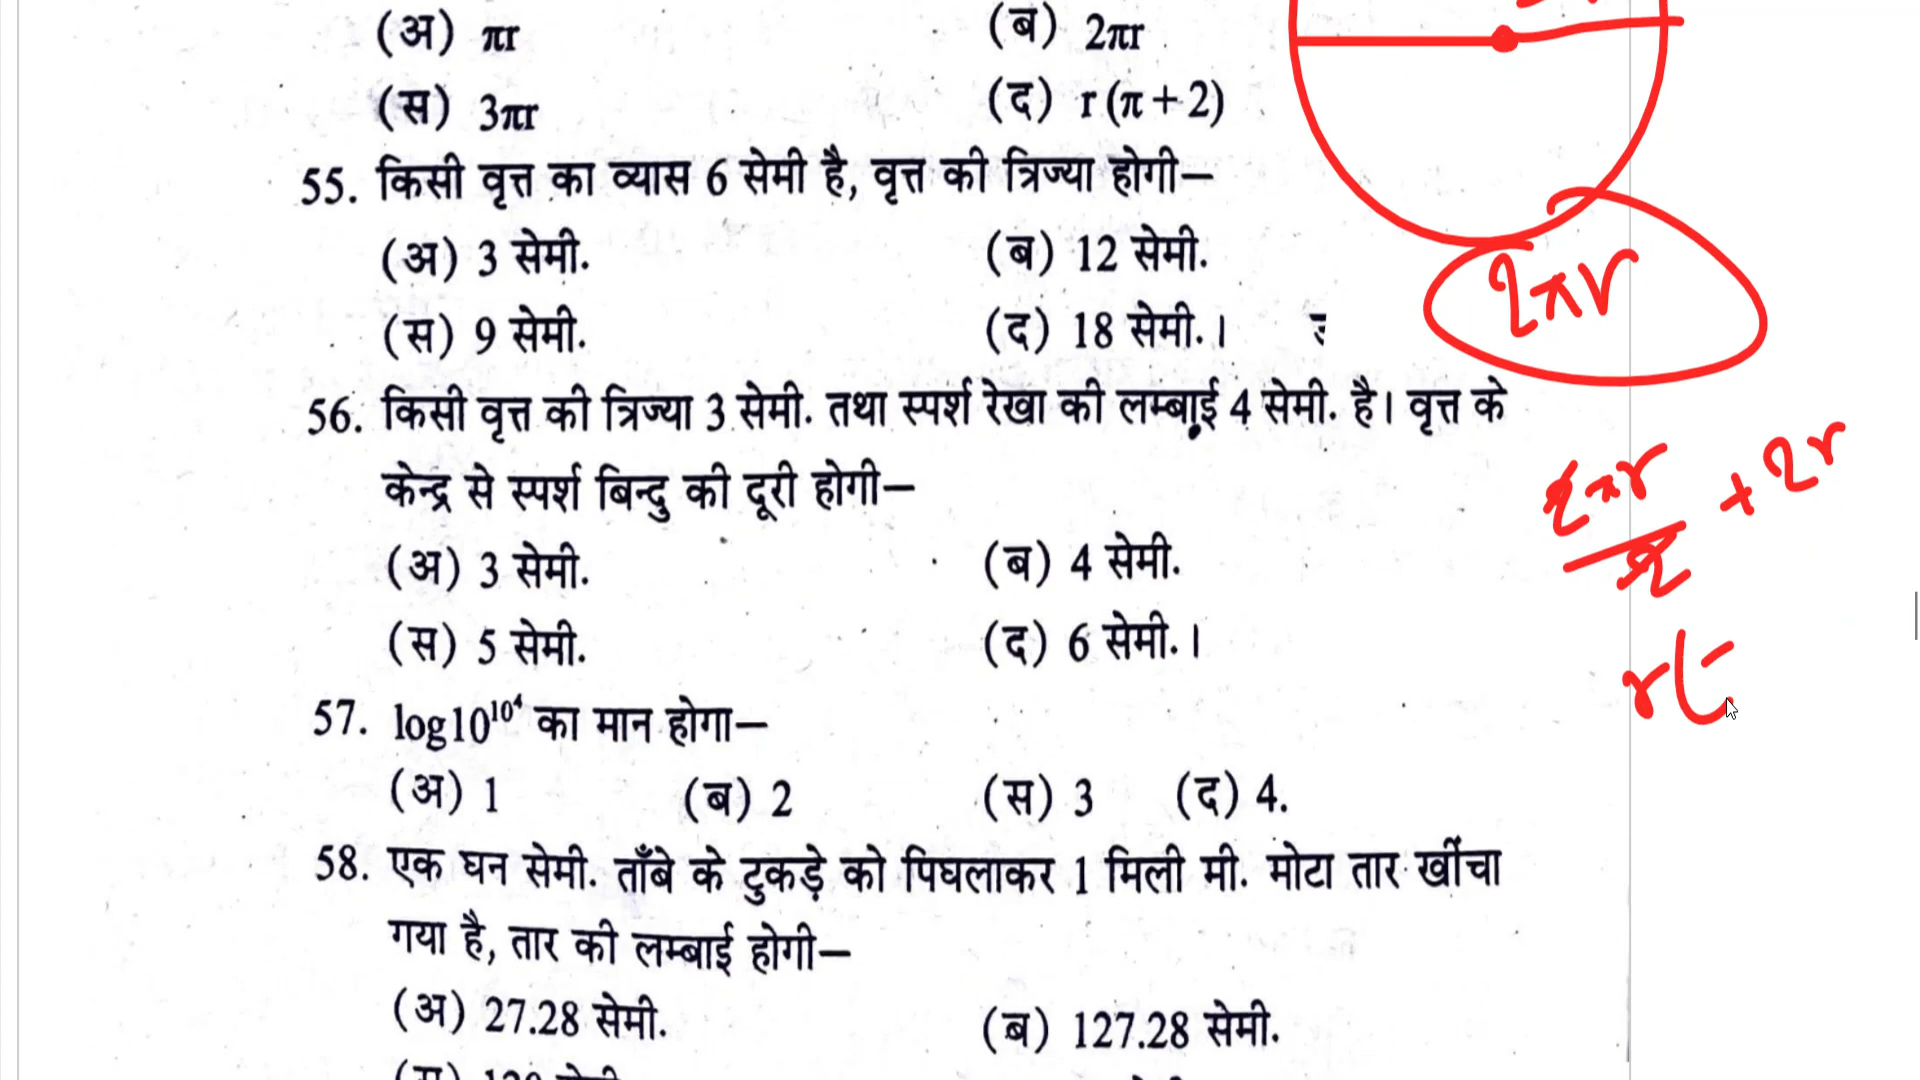 (अ) πr (ब) 2πr
(स) 3πr (द) r (π + 2)
55. किसी वृत्त का व्यास 6 सेमी है, वृत्त की त्रिज्या होगी–
(अ) 3 सेमी. (ब) 12 सेमी.
(स) 9 सेमी. (द) 18 सेमी.।
2πr
56. किसी वृत्त की त्रिज्या 3 सेमी. तथा स्पर्श रेखा की लम्बाई 4 सेमी. है। वृत्त के
केन्द्र से स्पर्श बिन्दु की दूरी होगी–
2πr/2 + 2r
(अ) 3 सेमी. (ब) 4 सेमी.
(स) 5 सेमी. (द) 6 सेमी.।
r(
57. log10^10^4 का मान होगा–
(अ) 1 (ब) 2 (स) 3 (द) 4.
58. एक घन सेमी. ताँबे के टुकड़े को पिघलाकर 1 मिली मी. मोटा तार खींचा
गया है, तार की लम्बाई होगी–
(अ) 27.28 सेमी. (ब) 127.28 सेमी.